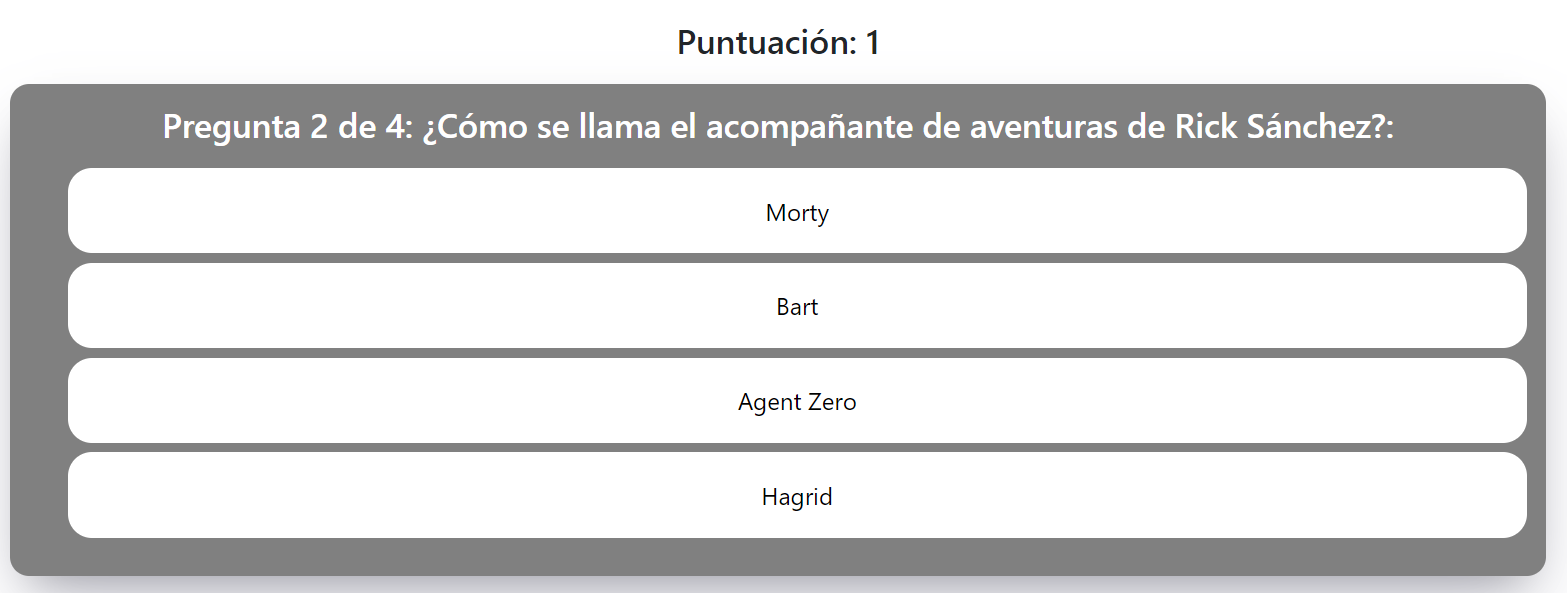 Puntuación: 1
Pregunta 2 de 4: ¿Cómo se llama el acompañante de aventuras de Rick Sánchez?:
Morty
Bart
Agent Zero
Hagrid